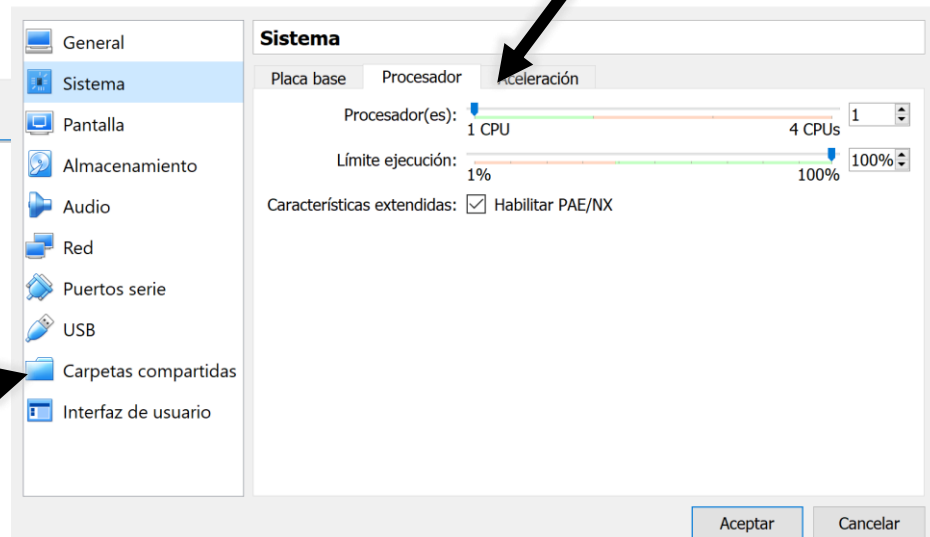 General
Sistema
Pantalla
Almacenamiento
Audio
Red
Puertos serie
USB
Carpetas compartidas
Interfaz de usuario
Sistema
Placa base Procesador Aceleración
Procesador(es): 1
1 CPU 4 CPUs
Límite ejecución: 100%
1% 100%
Características extendidas: Habilitar PAE/NX
Aceptar Cancelar